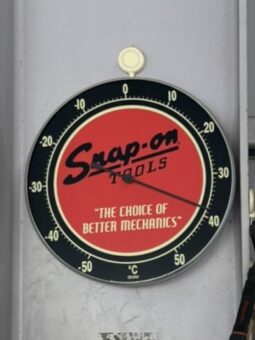 0
-10 10
-20 20
-30 30
-40 40
-50 50
Snap-on
TOOLS
"THE CHOICE OF
BETTER MECHANICS"
°C